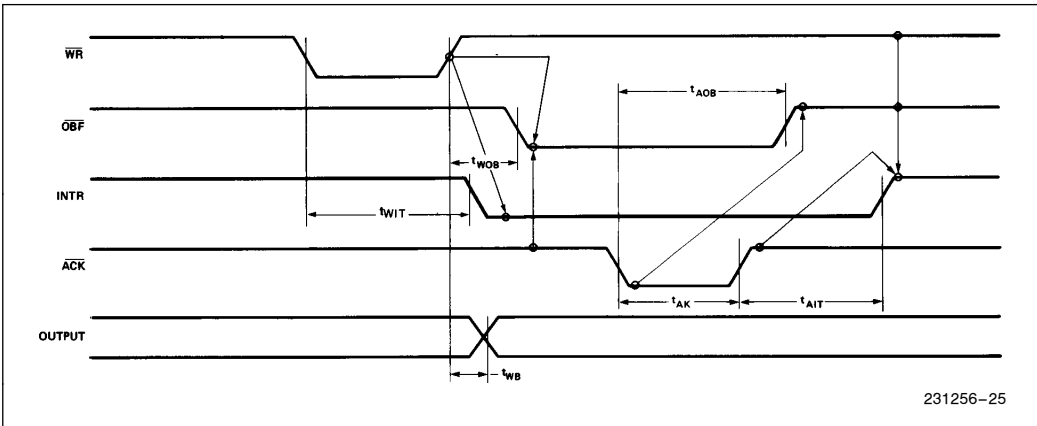 WR
tAOB
OBF
tWOB
INTR
tWIT
ACK
tAK
tAIT
OUTPUT
tWB
231256-25